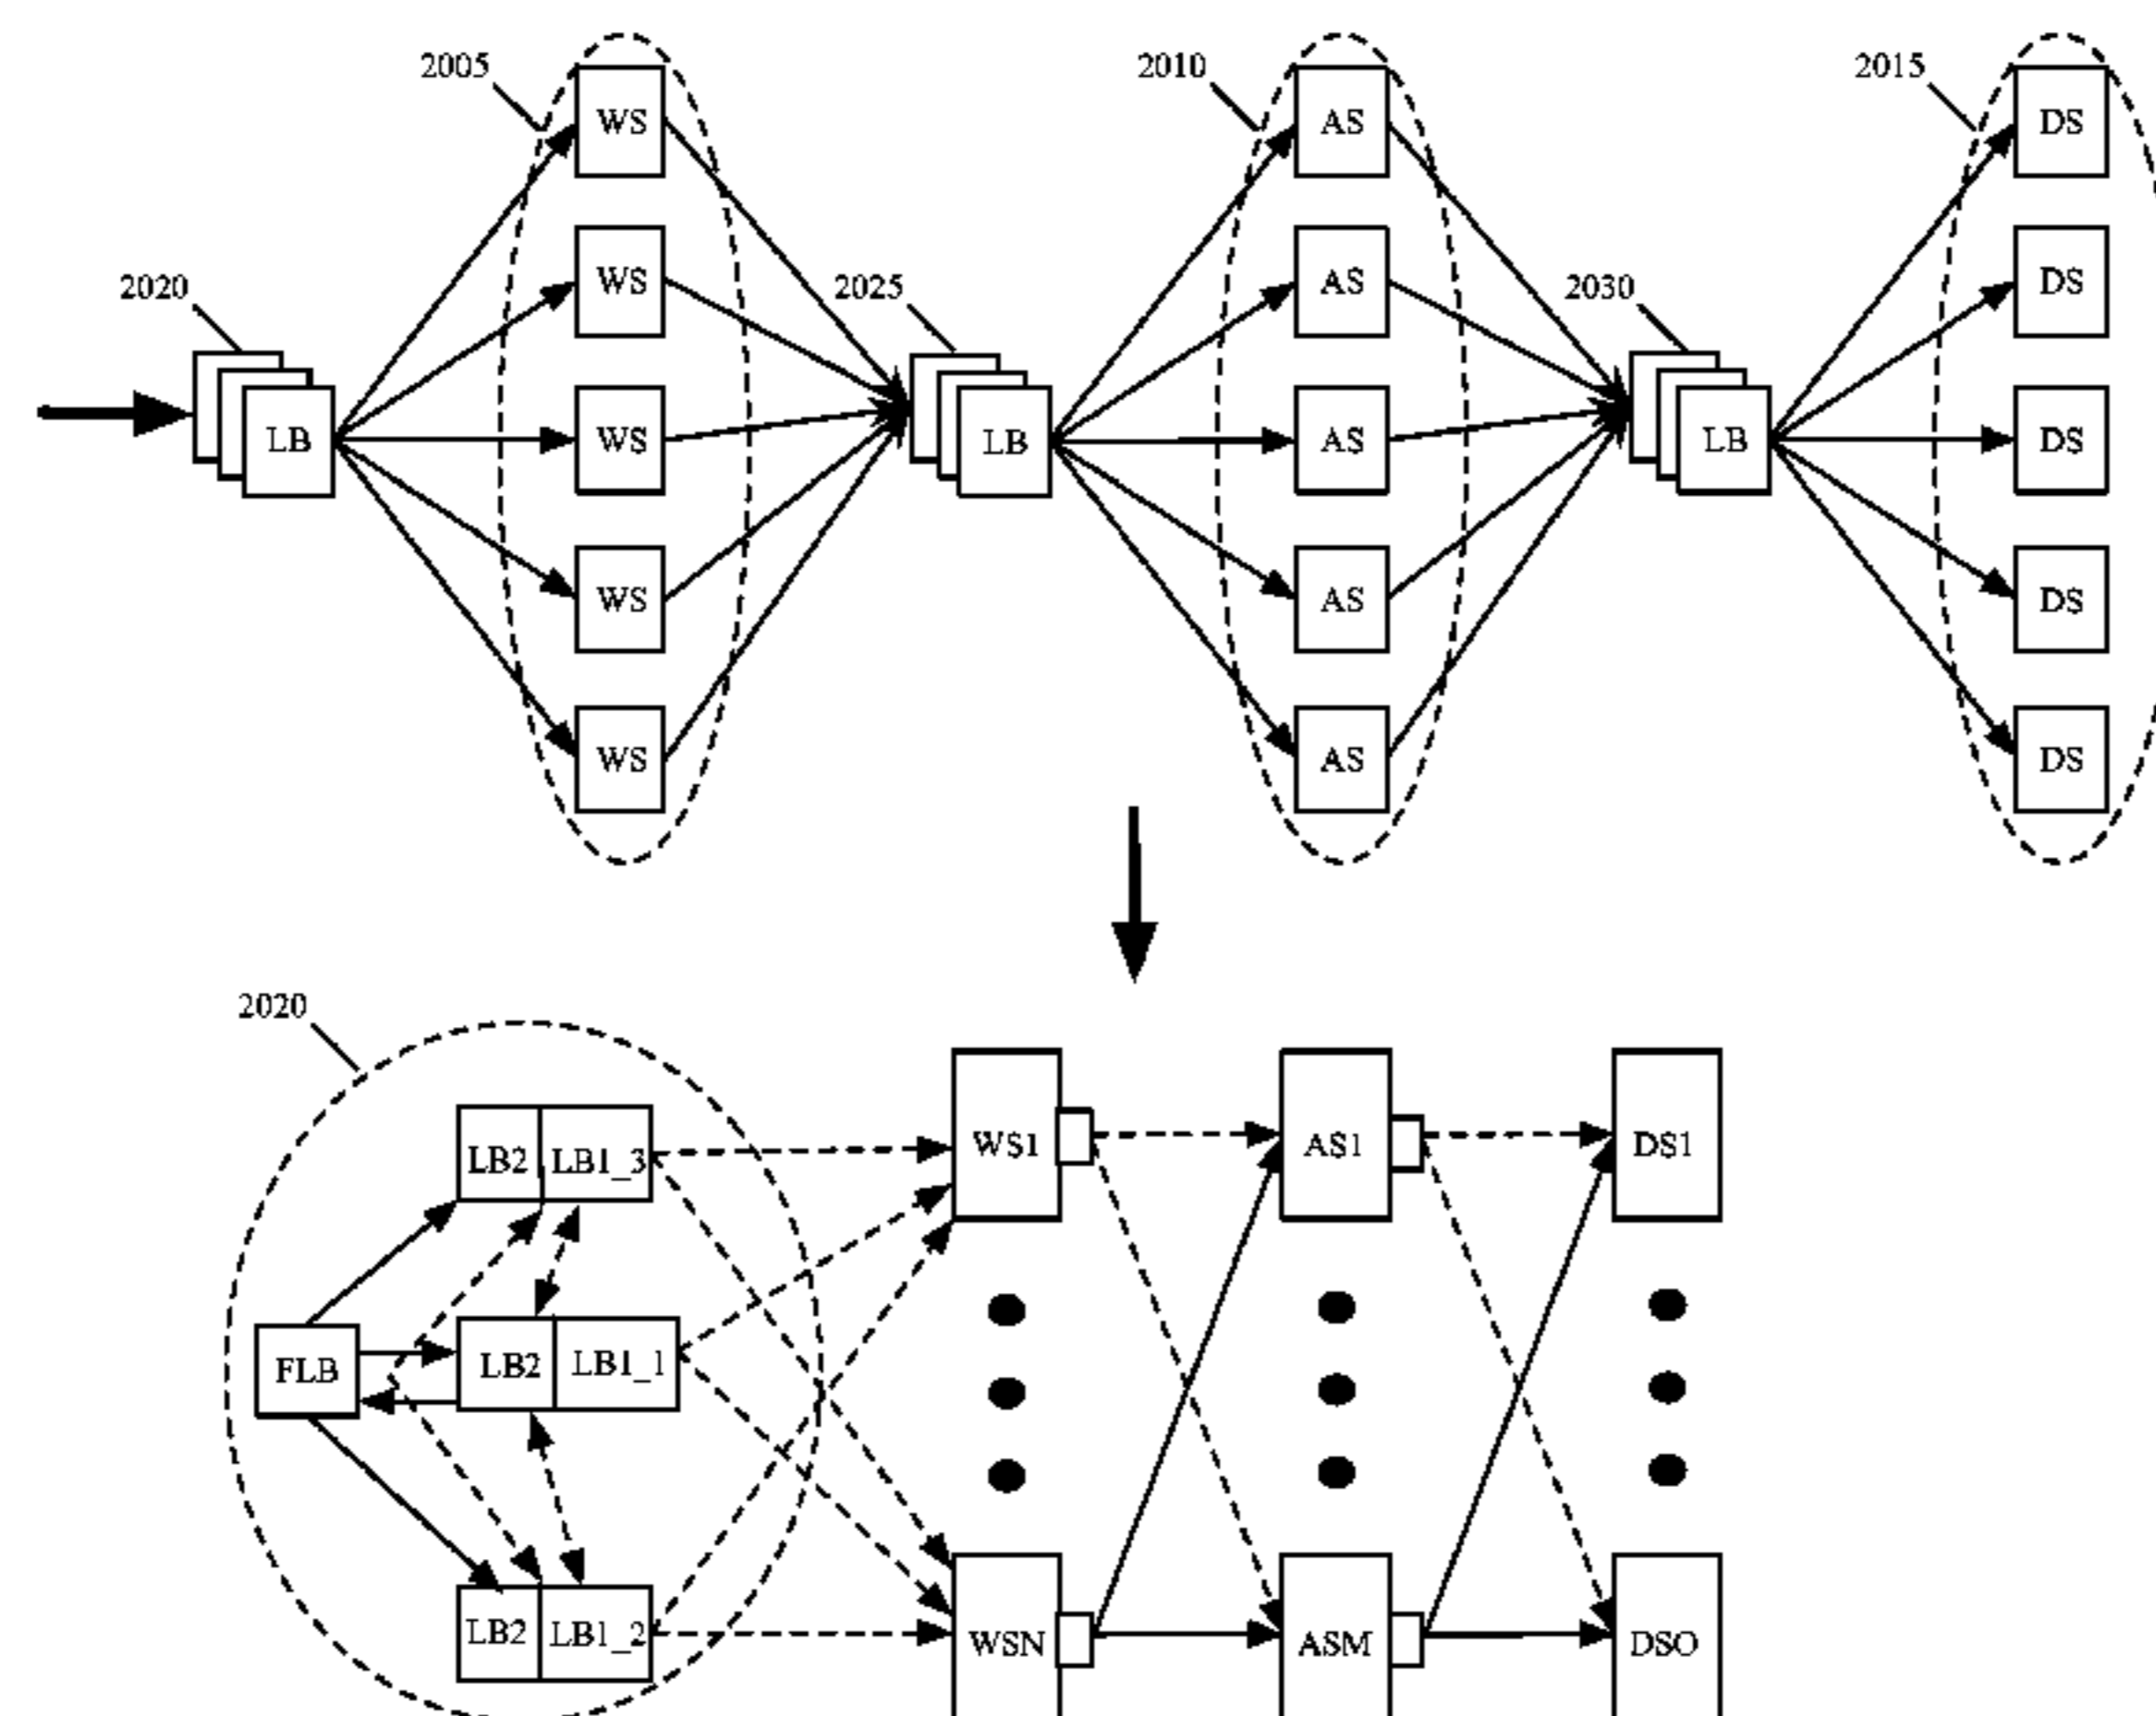 2005
2010
2015
WS
AS
DS
2020
2025
2030
WS
AS
DS
LB
WS
LB
AS
LB
DS
WS
AS
DS
WS
AS
DS
2020
LB2
LB1_3
WS1
AS1
DS1
FLB
LB2
LB1_1
LB2
LB1_2
WSN
ASM
DSO